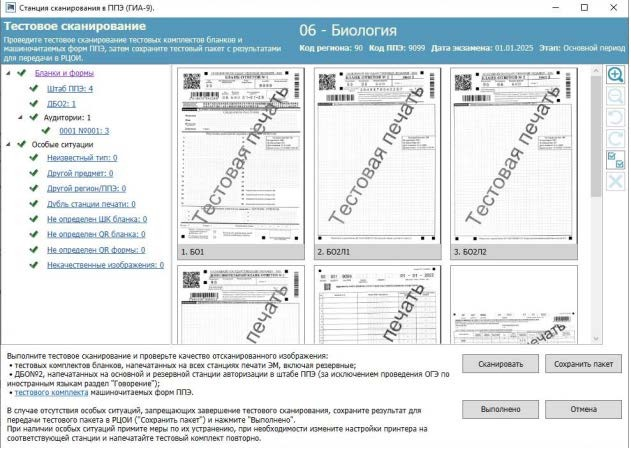 Станция сканирования в ППЭ (ГИА-9).
Тестовое сканирование
Проведите тестовое сканирование тестовых комплектов бланков и
машиночитаемых форм ППЭ, затем сохраните тестовый пакет с результатами
для передачи в РЦОИ.
06 - Биология
Код региона: 90 Код ППЭ: 9099 Дата экзамена: 01.01.2025 Этап: Основной период
Бланки и формы
Штаб ППЭ: 4
ДБО2: 1
Аудитории: 1
0001 №001: 3
Особые ситуации
Неизвестный тип: 0
Другой предмет: 0
Другой регион/ППЭ: 0
Дубль станции печати: 0
Не определен ШК бланка: 0
Не определен QR бланка: 0
Не определен QR формы: 0
Некачественные изображения: 0
Тестовая печать
Тестовая печать
Тестовая печать
1. БО1
2. БО2Л1
3. БО2Л2
печать
печать
печать
Выполните тестовое сканирование и проверьте качество отсканированного изображения:
• тестовых комплектов бланков, напечатанных на всех станциях печати ЭМ, включая резервные;
• ДБО№2, напечатанных на основной и резервной станции авторизации в штабе ППЭ (за исключением проведения ОГЭ по
иностранным языкам раздел "Говорение");
• тестового комплекта машиночитаемых форм ППЭ.
В случае отсутствия особых ситуаций, запрещающих завершение тестового сканирования, сохраните результат для
передачи тестового пакета в РЦОИ ("Сохранить пакет") и нажмите "Выполнено".
При наличии особых ситуаций примите меры по их устранению, при необходимости измените настройки принтера на
соответствующей станции и напечатайте тестовый комплект повторно.
Сканировать
Сохранить пакет
Выполнено
Отмена